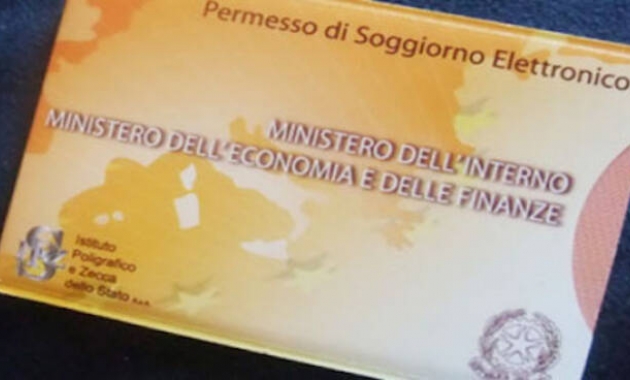 Permesso di Soggiorno Elettronico
MINISTERO DELL'INTERNO
MINISTERO DELL'ECONOMIA E DELLE FINANZE
Istituto
Poligrafico
e Zecca
dello Stato S.p.A.